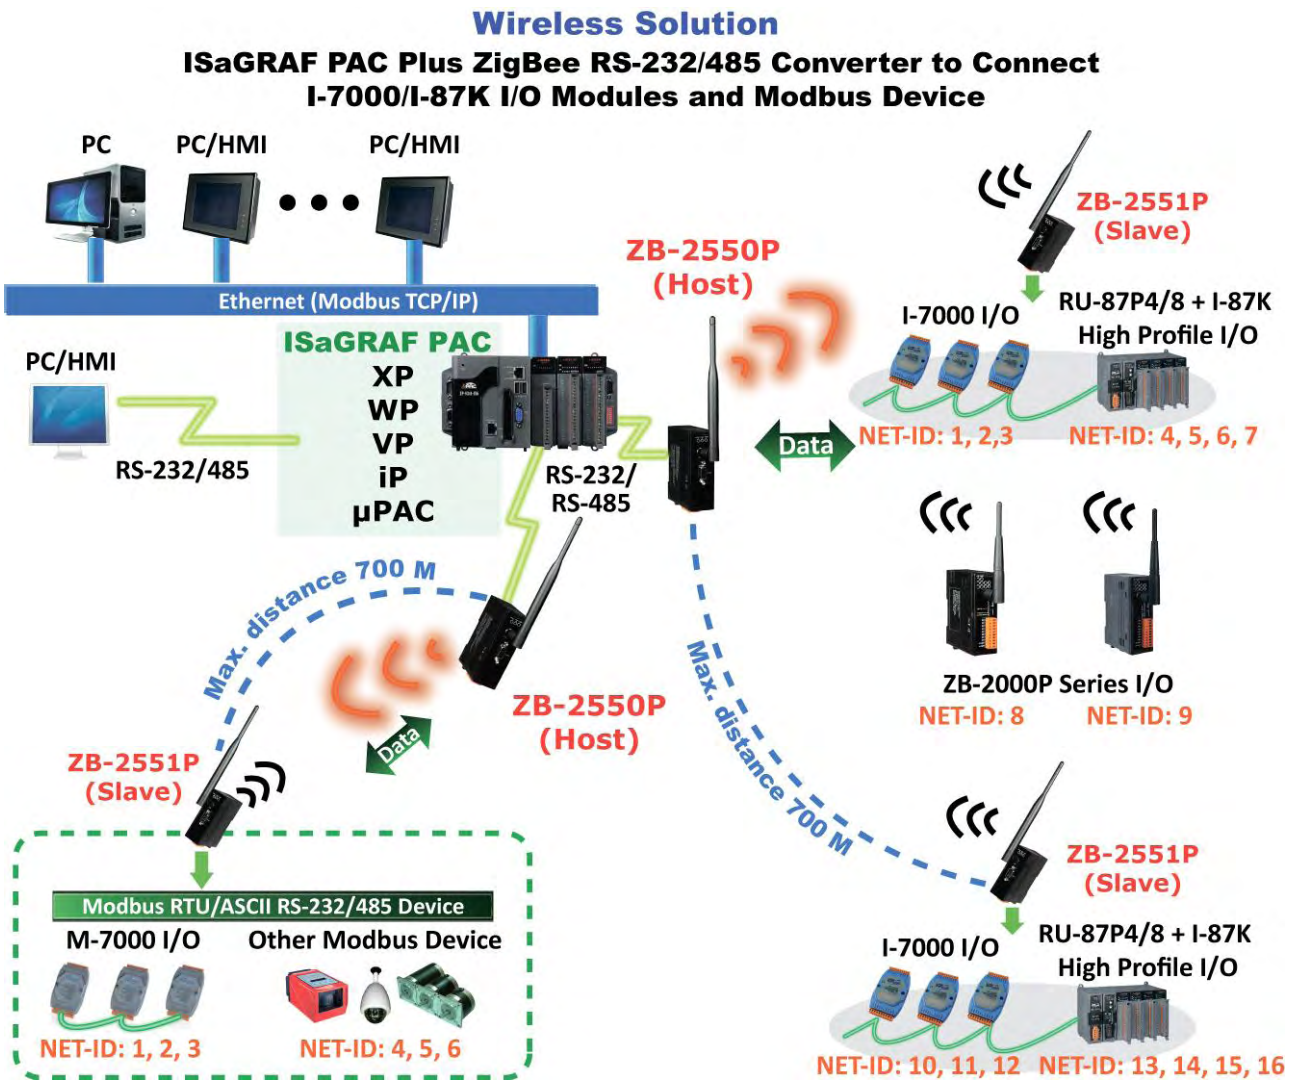 Wireless Solution
ISaGRAF PAC Plus ZigBee RS-232/485 Converter to Connect
I-7000/I-87K I/O Modules and Modbus Device
PC
PC/HMI
PC/HMI
Ethernet (Modbus TCP/IP)
ISaGRAF PAC
XP
WP
VP
iP
µPAC
PC/HMI
RS-232/485
RS-232/
RS-485
ZB-2550P
(Host)
Data
ZB-2551P
(Slave)
I-7000 I/O
RU-87P4/8 + I-87K
High Profile I/O
NET-ID: 1, 2,3
NET-ID: 4, 5, 6, 7
ZB-2000P Series I/O
NET-ID: 8
NET-ID: 9
Max. distance 700 M
Max. distance 700 M
ZB-2550P
(Host)
Data
ZB-2551P
(Slave)
Modbus RTU/ASCII RS-232/485 Device
M-7000 I/O
Other Modbus Device
NET-ID: 1, 2, 3
NET-ID: 4, 5, 6
ZB-2551P
(Slave)
I-7000 I/O
RU-87P4/8 + I-87K
High Profile I/O
NET-ID: 10, 11, 12
NET-ID: 13, 14, 15, 16